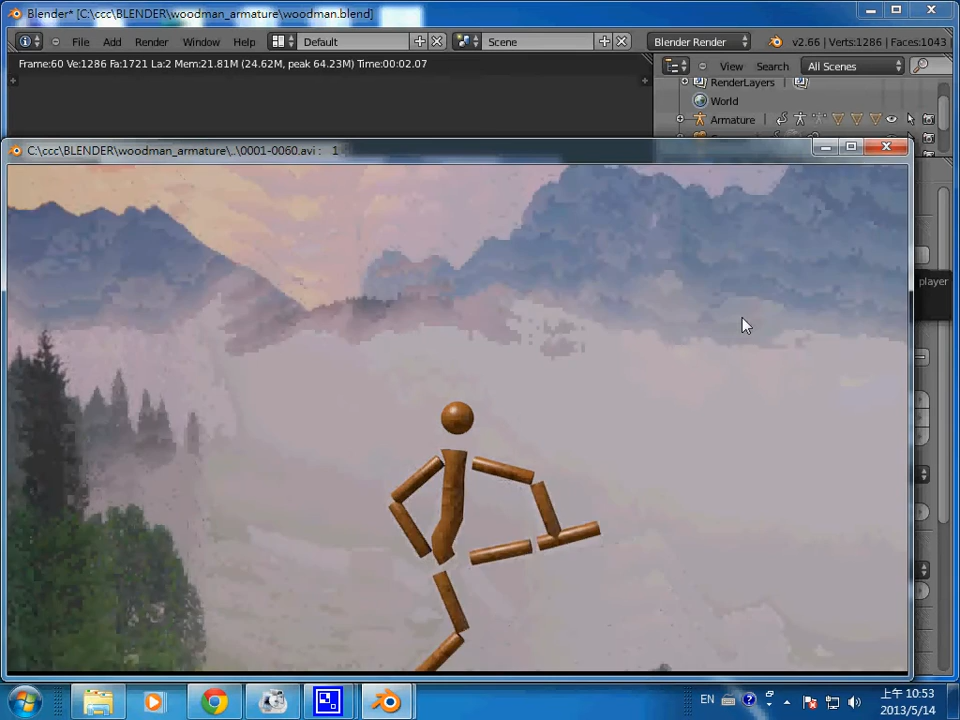 Blender* [C:\ccc\BLENDER\woodman_armature\woodman.blend]
File Add Render Window Help Default Scene Blender Render v2.66 | Verts:1286 | Faces:1043
Frame:60 Ve:1286 Fa:1721 La:2 Mem:21.81M (24.62M, peak 64.23M) Time:00:02.07
View Search All Scenes
RenderLayers
World
Armature
C:\ccc\BLENDER\woodman_armature\..\0001-0060.avi : 1
player
EN
上午 10:53
2013/5/14